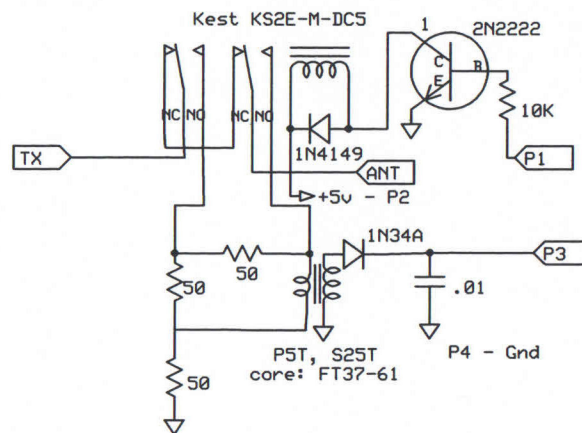 Kest KS2E-M-DC5
1
2N2222
C
B
E
NC
NO
NC
NO
1N4149
10K
TX
ANT
P1
+5v - P2
1N34A
50
P3
50
.01
P5T, S25T
core: FT37-61
P4 - Gnd
50